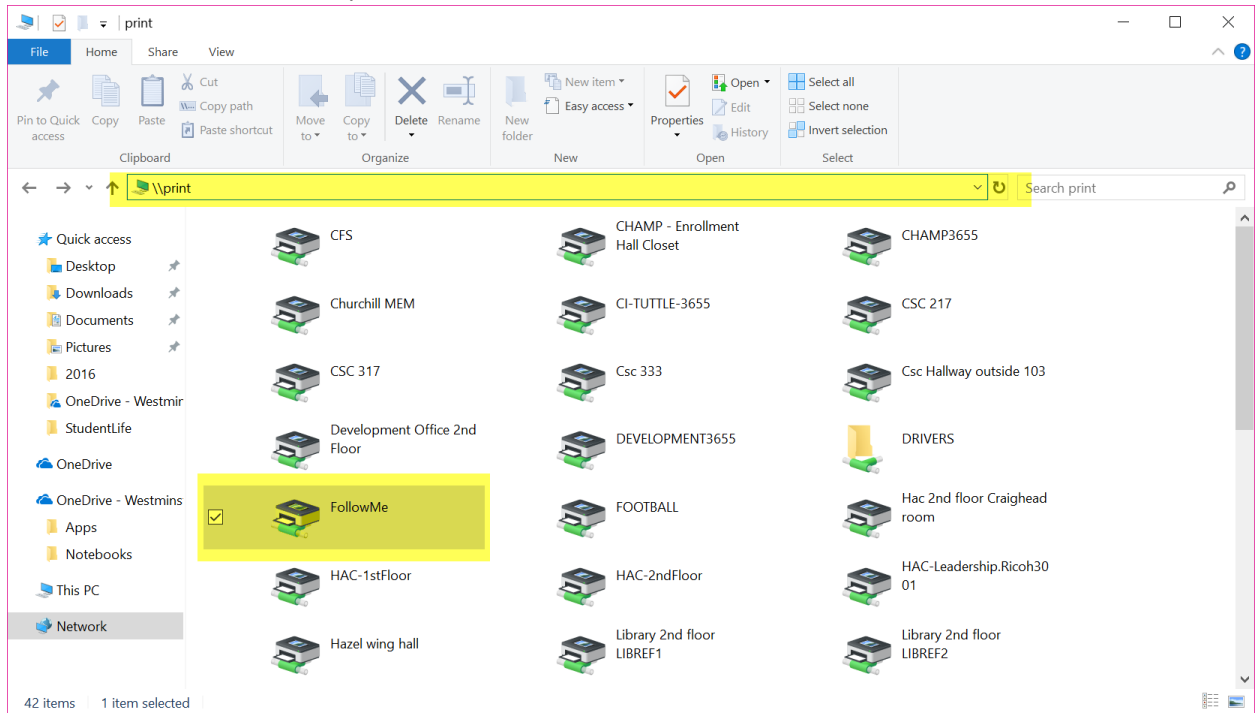 print
File Home Share View
Pin to Quick access
Copy
Paste
Cut
Copy path
Paste shortcut
Move to
Copy to
Delete
Rename
New folder
New item
Easy access
Properties
Open
Edit
History
Select all
Select none
Invert selection
Clipboard Organize New Open Select
\\print
Search print
Quick access
Desktop
Downloads
Documents
Pictures
2016
OneDrive - Westmin
StudentLife
OneDrive
OneDrive - Westmins
Apps
Notebooks
This PC
Network
CFS
CHAMP - Enrollment
Hall Closet
CHAMP3655
Churchill MEM
CI-TUTTLE-3655
CSC 217
CSC 317
Csc 333
Csc Hallway outside 103
Development Office 2nd
Floor
DEVELOPMENT3655
DRIVERS
FollowMe
FOOTBALL
Hac 2nd floor Craighead
room
HAC-1stFloor
HAC-2ndFloor
HAC-Leadership.Ricoh30
01
Hazel wing hall
Library 2nd floor
LIBREF1
Library 2nd floor
LIBREF2
42 items 1 item selected